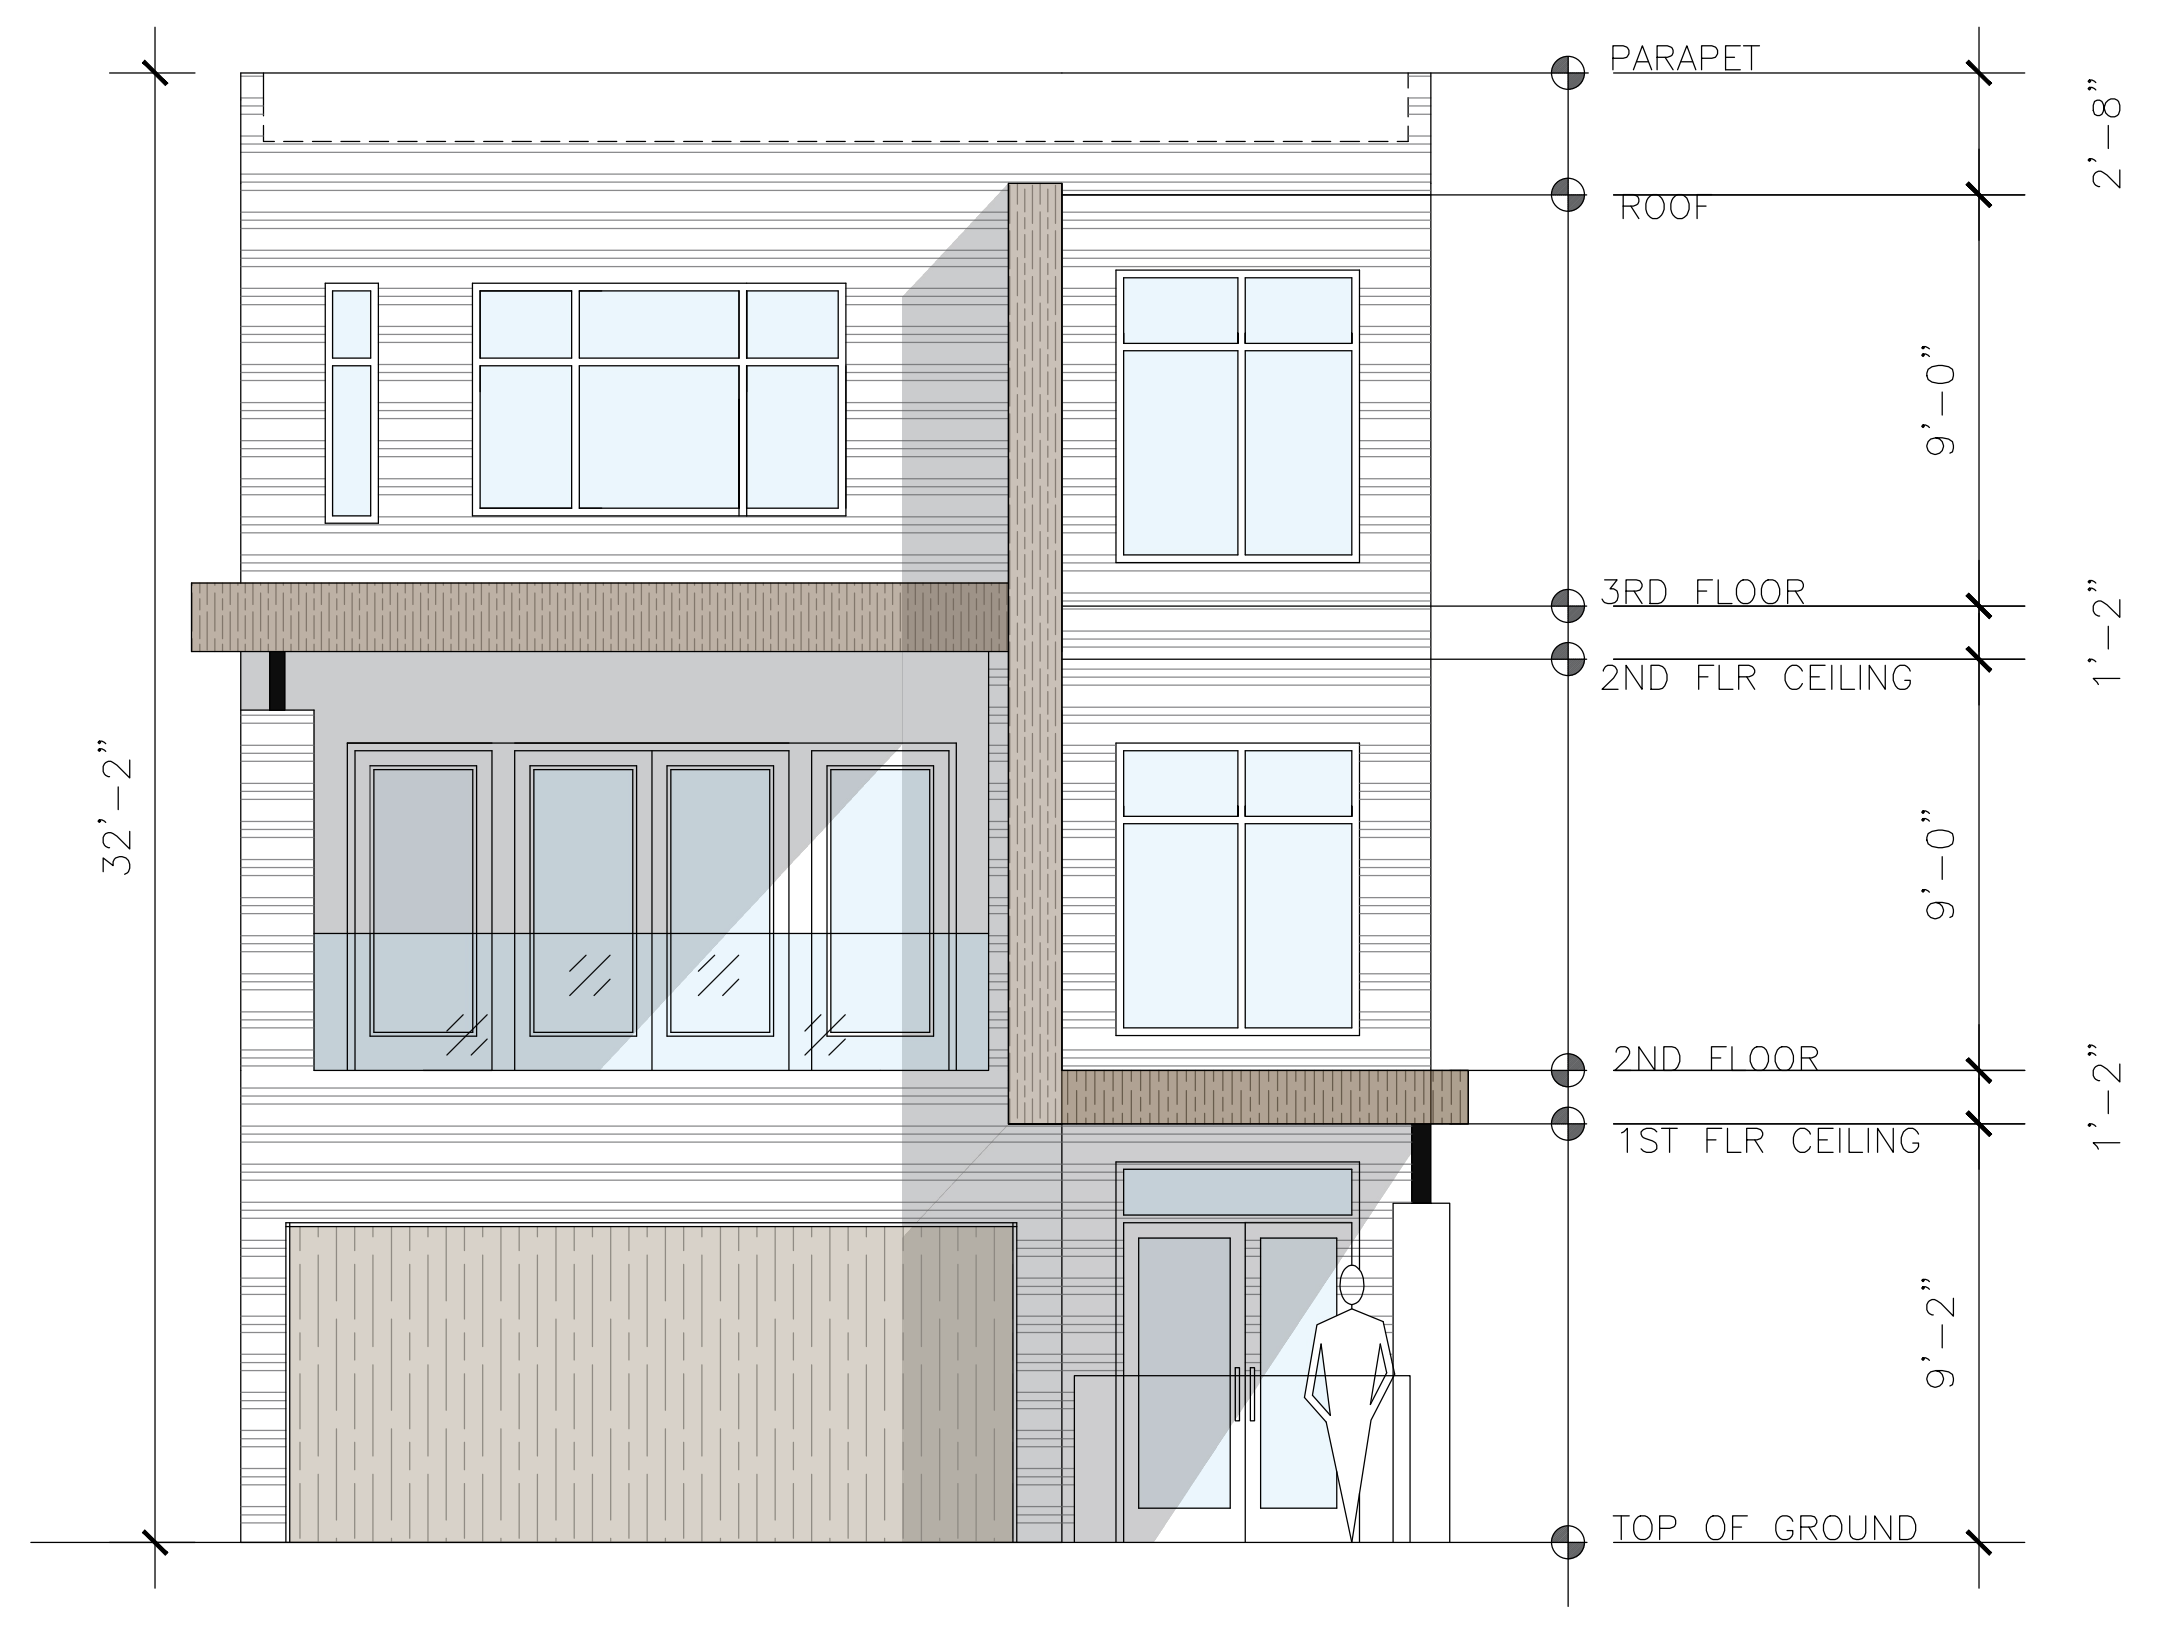 PARAPET
2'-8"
ROOF
9'-0"
3RD FLOOR
1'-2"
2ND FLR CEILING
32'-2"
9'-0"
2ND FLOOR
1'-2"
1ST FLR CEILING
9'-2"
TOP OF GROUND